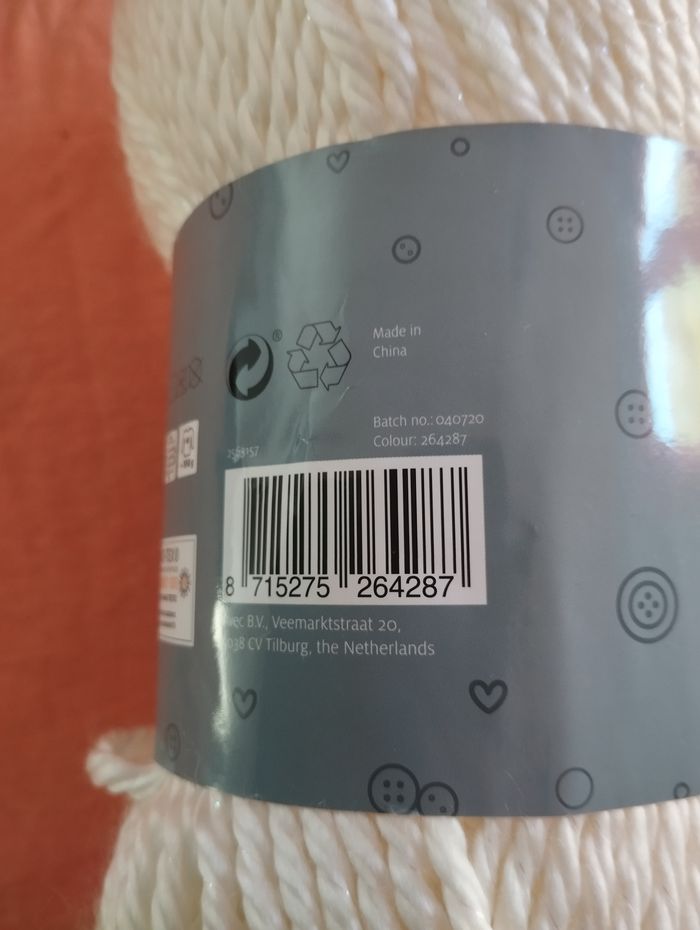 ®
Made in
China
Batch no.: 040720
Colour: 264287
8 715275 264287
B.V., Veemarktstraat 20,
CV Tilburg, the Netherlands